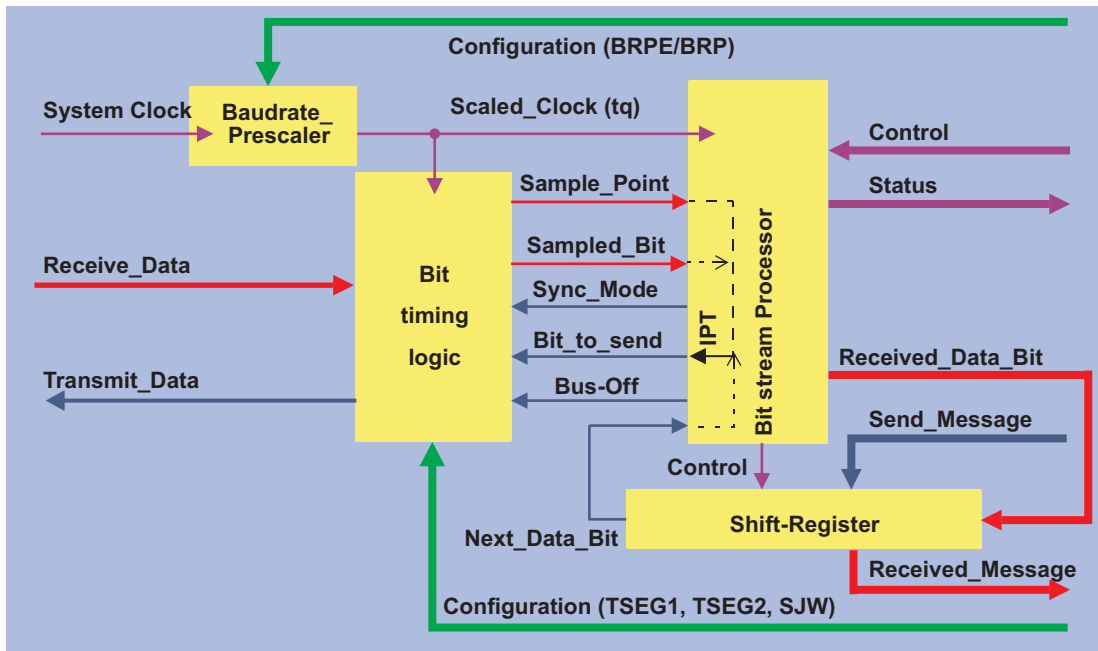 Configuration (BRPE/BRP)
System Clock
Baudrate_
Prescaler
Scaled_Clock (tq)
Control
Sample_Point
Status
Sampled_Bit
Receive_Data
Bit
timing
logic
Sync_Mode
Bit_to_send
IPT
Bit stream Processor
Received_Data_Bit
Transmit_Data
Bus-Off
Send_Message
Control
Shift-Register
Next_Data_Bit
Received_Message
Configuration (TSEG1, TSEG2, SJW)